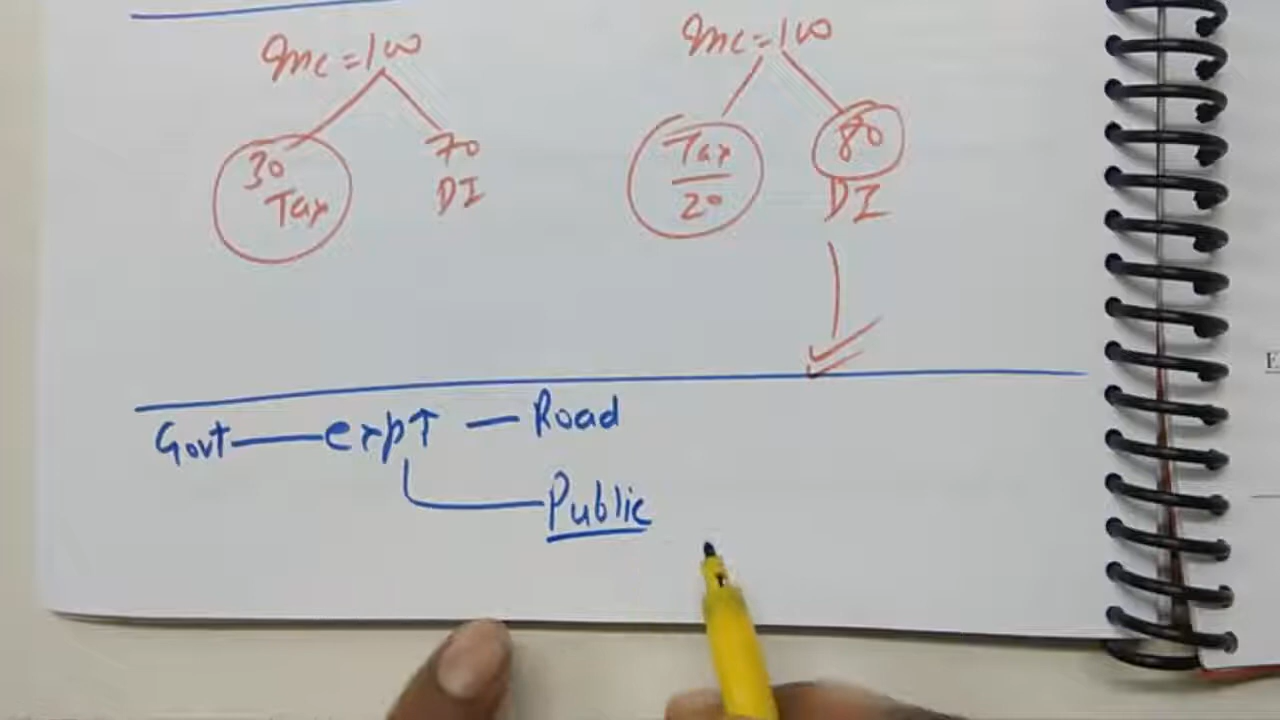 Inc = 100
30
Tax
70
DI
Inc = 100
Tax
20
80
DI
Govt — exp↑ — Road
Public
E